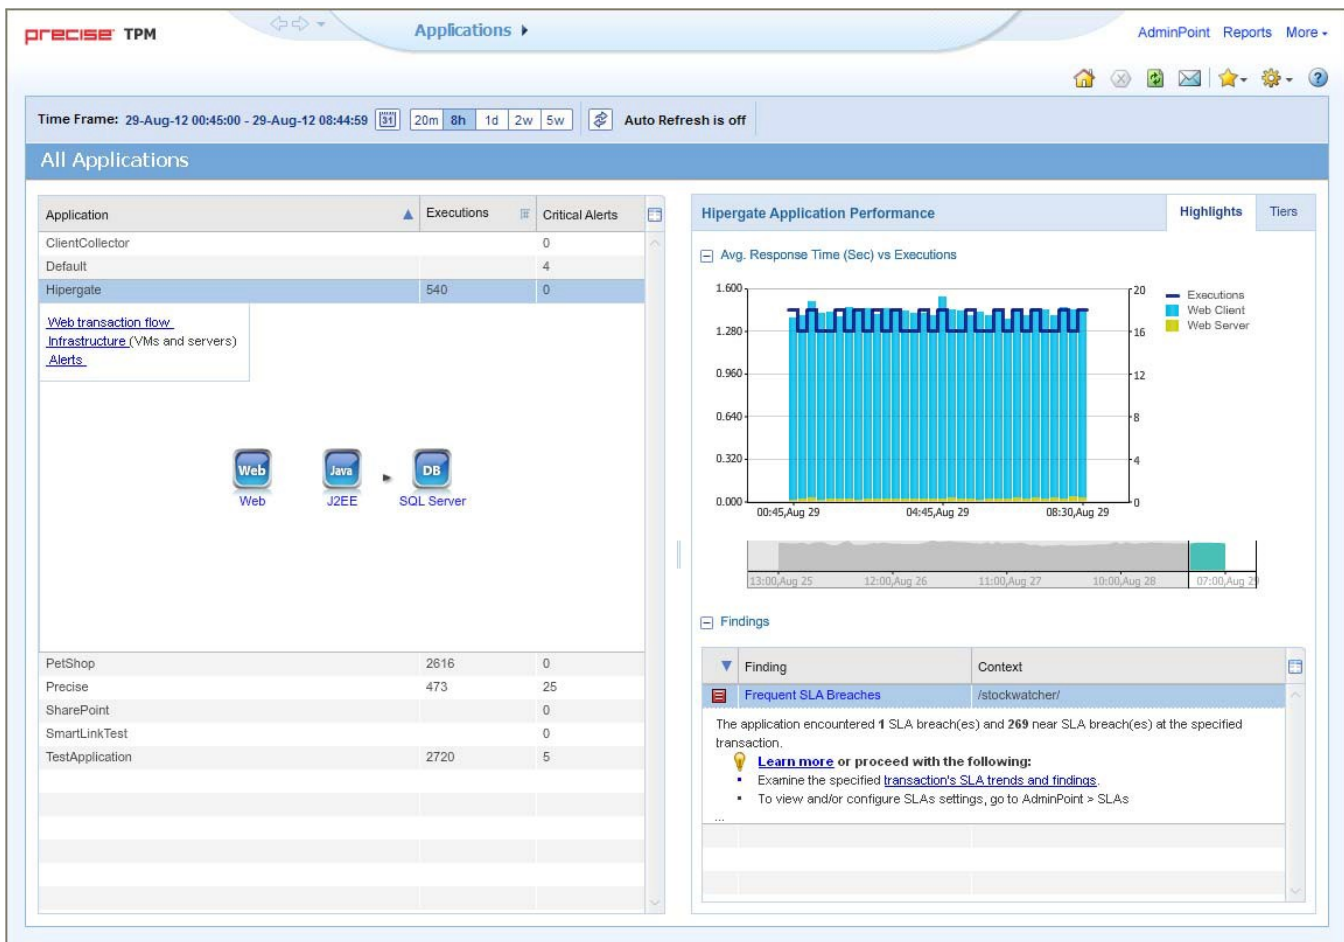 precise TPM
Applications
AdminPoint Reports More
Time Frame: 29-Aug-12 00:45:00 - 29-Aug-12 08:44:59 31 20m 8h 1d 2w 5w Auto Refresh is off
All Applications
Application Executions Critical Alerts
ClientCollector 0
Default 4
Hipergate 540 0
Web transaction flow
Infrastructure (VMs and servers)
Alerts
Web Java DB
Web J2EE SQL Server
PetShop 2616 0
Precise 473 25
SharePoint 0
SmartLinkTest 0
TestApplication 2720 5
Hipergate Application Performance Highlights Tiers
Avg. Response Time (Sec) vs Executions
1.600 20
1.280 16
0.960 12
0.640 8
0.320 4
0.000 0
00:45,Aug 29 04:45,Aug 29 08:30,Aug 29
Executions
Web Client
Web Server
13:00,Aug 25 12:00,Aug 26 11:00,Aug 27 10:00,Aug 28 07:00,Aug 29
Findings
Finding Context
Frequent SLA Breaches /stockwatcher/
The application encountered 1 SLA breach(es) and 269 near SLA breach(es) at the specified
transaction.
Learn more or proceed with the following:
▪ Examine the specified transaction's SLA trends and findings.
▪ To view and/or configure SLAs settings, go to AdminPoint > SLAs
...